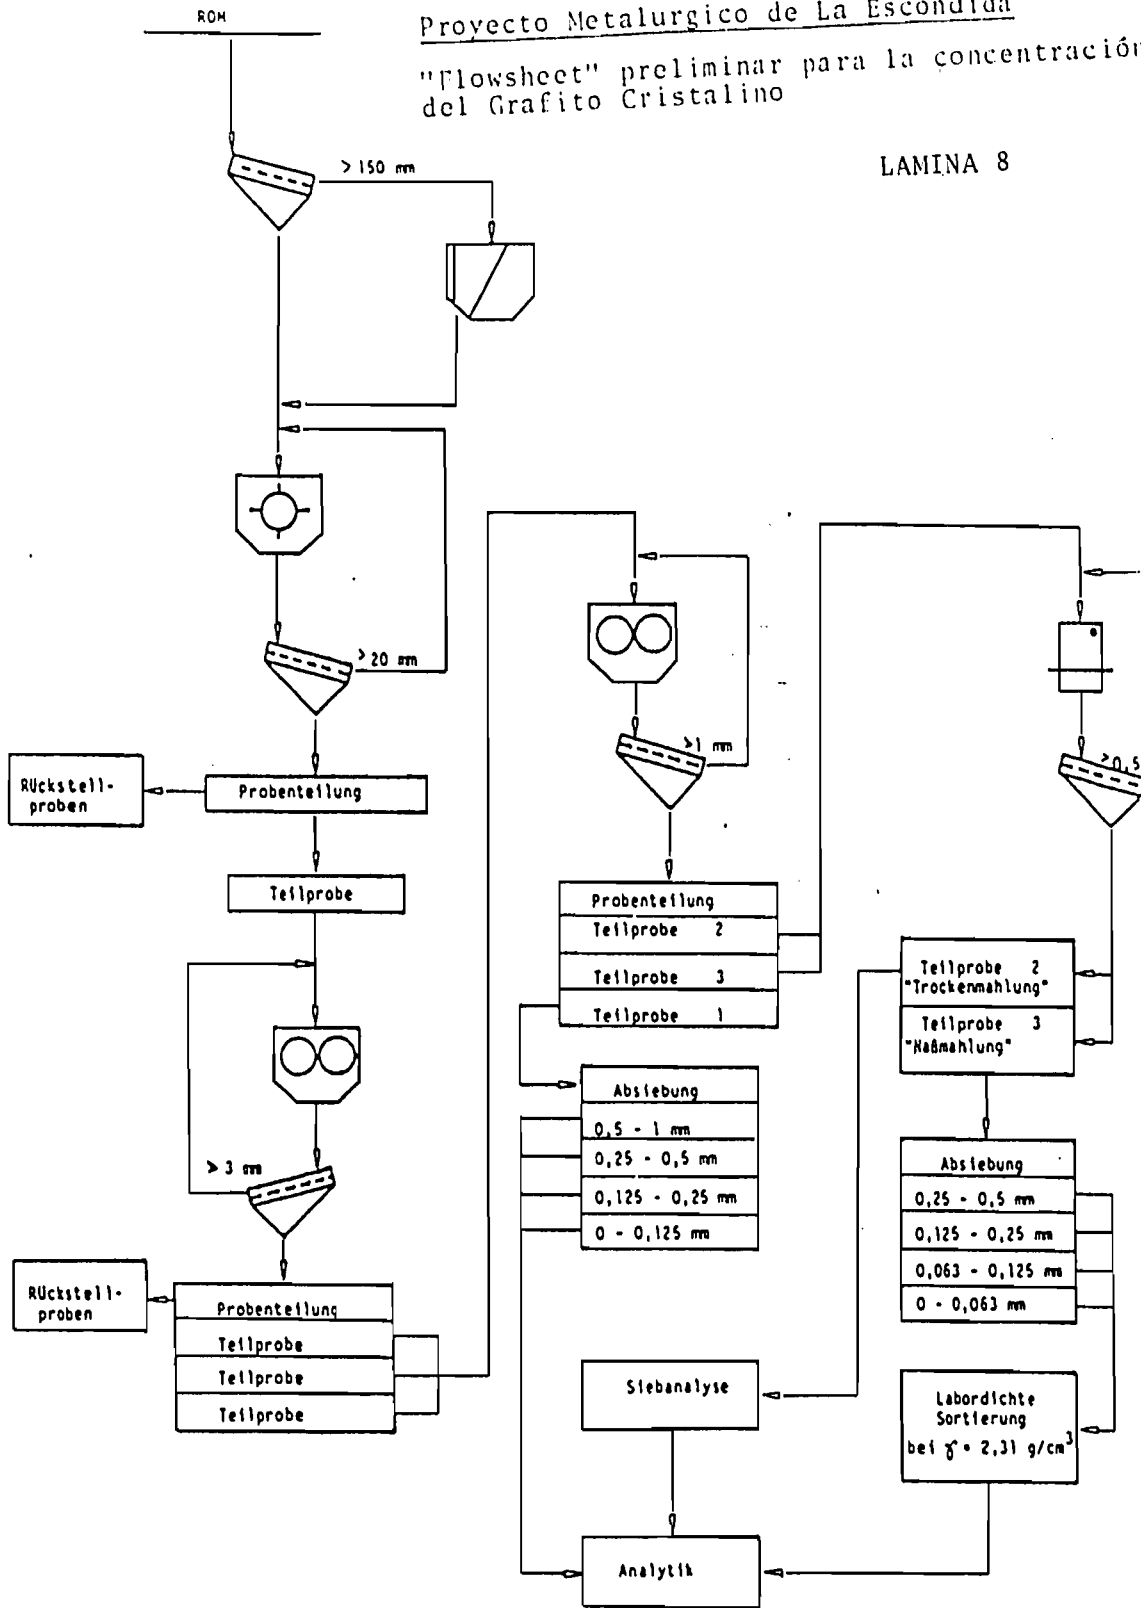 ROM
Proyecto Metalurgico de La Escondida
"Flowsheet" preliminar para la concentración
del Grafito Cristalino
LAMINA 8
> 150 mm
> 20 mm
Rückstell-
proben
Probenteilung
Teilprobe
> 3 mm
Rückstell-
proben
Probenteilung
Teilprobe
Teilprobe
Teilprobe
>1 mm
Probenteilung
Teilprobe 2
Teilprobe 3
Teilprobe 1
Absiebung
0,5 - 1 mm
0,25 - 0,5 mm
0,125 - 0,25 mm
0 - 0,125 mm
Siebanalyse
Analytik
>0,5
Teilprobe 2
"Trockenmahlung"
Teilprobe 3
"Naßmahlung"
Absiebung
0,25 - 0,5 mm
0,125 - 0,25 mm
0,063 - 0,125 mm
0 - 0,063 mm
Labordichte
Sortierung
bei γ = 2,31 g/cm³